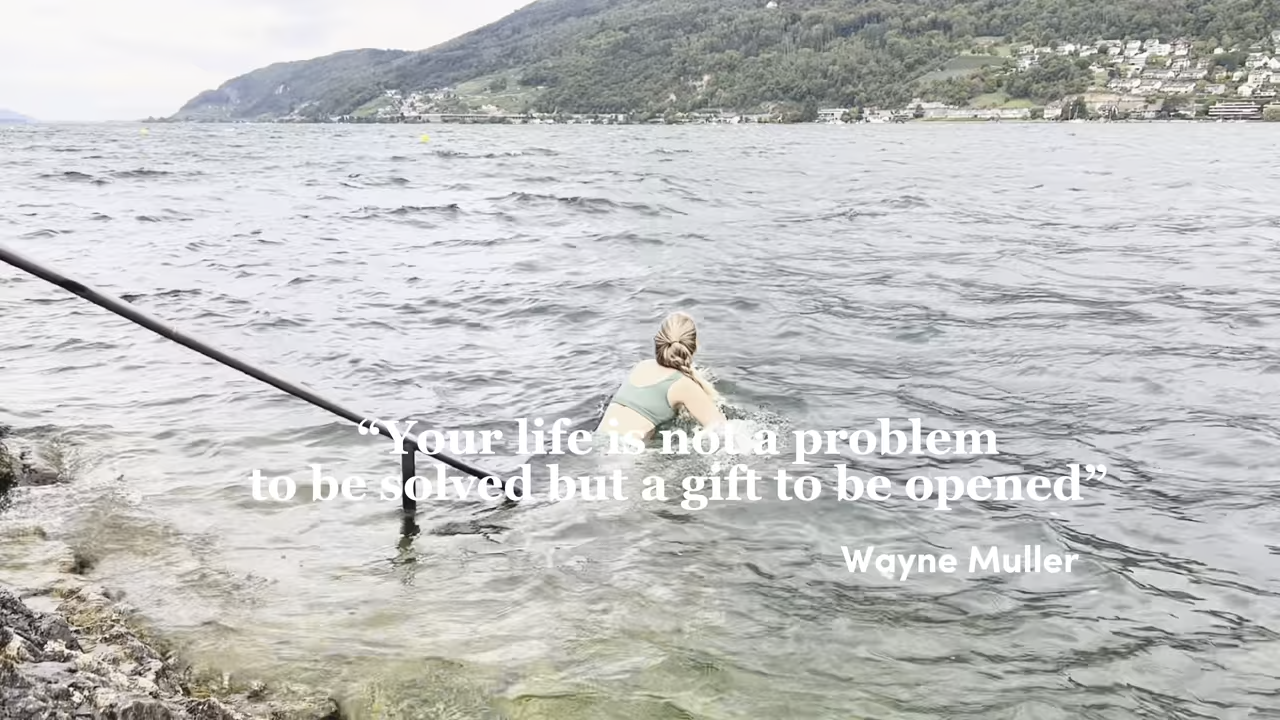 “Your life is not a problem
to be solved but a gift to be opened”
Wayne Muller